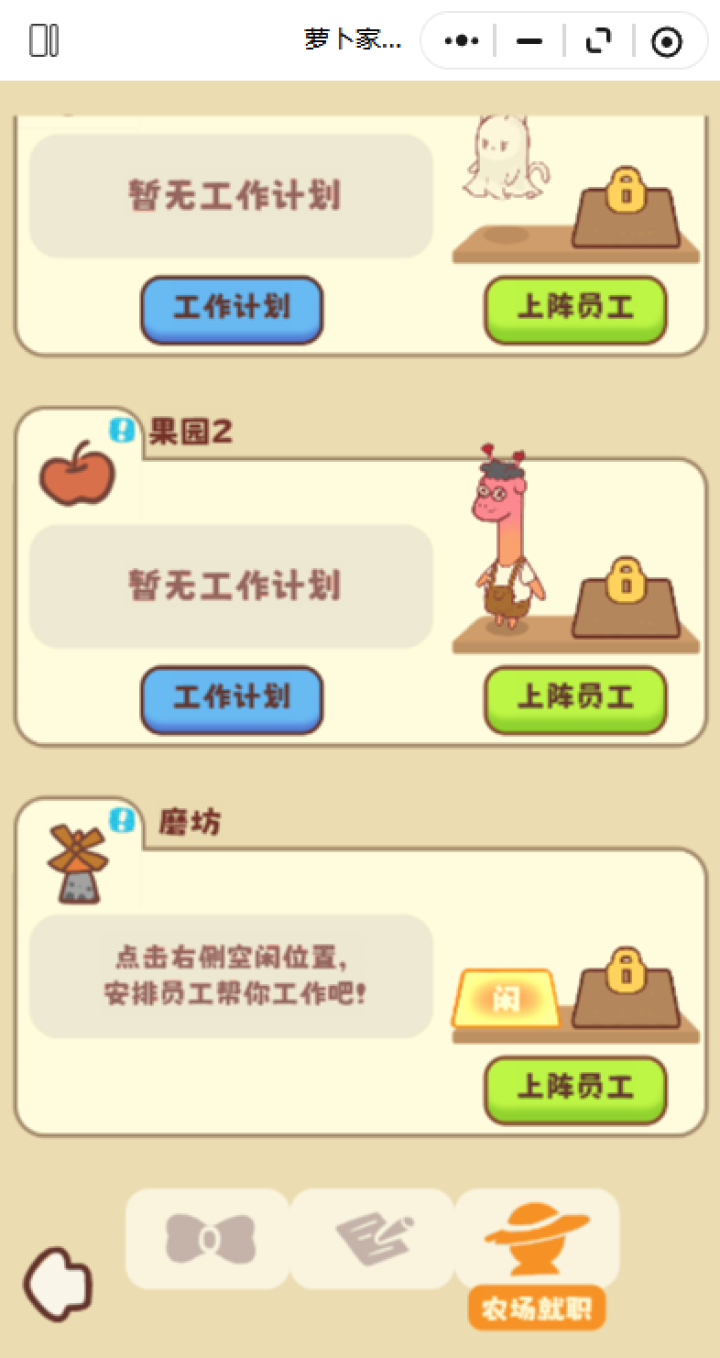 萝卜家...
暂无工作计划
工作计划
上阵员工
果园2
暂无工作计划
工作计划
上阵员工
磨坊
点击右侧空闲位置，
安排员工帮你工作吧！
闲
上阵员工
农场就职